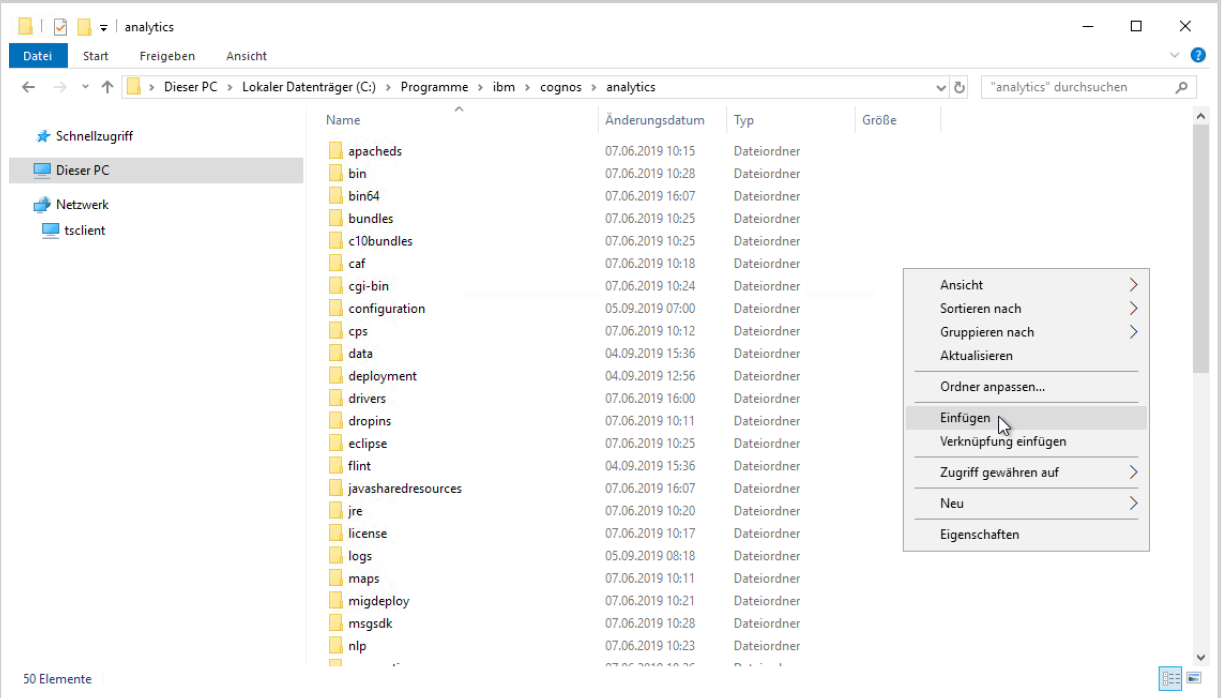 analytics
Datei Start Freigeben Ansicht
Dieser PC Lokaler Datenträger (C:) Programme ibm cognos analytics "analytics" durchsuchen
Schnellzugriff
Dieser PC
Netzwerk
tsclient
Name Änderungsdatum Typ Größe
apacheds 07.06.2019 10:15 Dateiordner
bin 07.06.2019 10:28 Dateiordner
bin64 07.06.2019 16:07 Dateiordner
bundles 07.06.2019 10:25 Dateiordner
c10bundles 07.06.2019 10:25 Dateiordner
caf 07.06.2019 10:18 Dateiordner
cgi-bin 07.06.2019 10:24 Dateiordner
configuration 05.09.2019 07:00 Dateiordner
cps 07.06.2019 10:12 Dateiordner
data 04.09.2019 15:36 Dateiordner
deployment 04.09.2019 12:56 Dateiordner
drivers 07.06.2019 16:00 Dateiordner
dropins 07.06.2019 10:11 Dateiordner
eclipse 07.06.2019 10:25 Dateiordner
flint 04.09.2019 15:36 Dateiordner
javasharedresources 07.06.2019 16:07 Dateiordner
jre 07.06.2019 10:20 Dateiordner
license 07.06.2019 10:17 Dateiordner
logs 05.09.2019 08:18 Dateiordner
maps 07.06.2019 10:11 Dateiordner
migdeploy 07.06.2019 10:21 Dateiordner
msgsdk 07.06.2019 10:28 Dateiordner
nlp 07.06.2019 10:23 Dateiordner
Ansicht
Sortieren nach
Gruppieren nach
Aktualisieren
Ordner anpassen...
Einfügen
Verknüpfung einfügen
Zugriff gewähren auf
Neu
Eigenschaften
50 Elemente